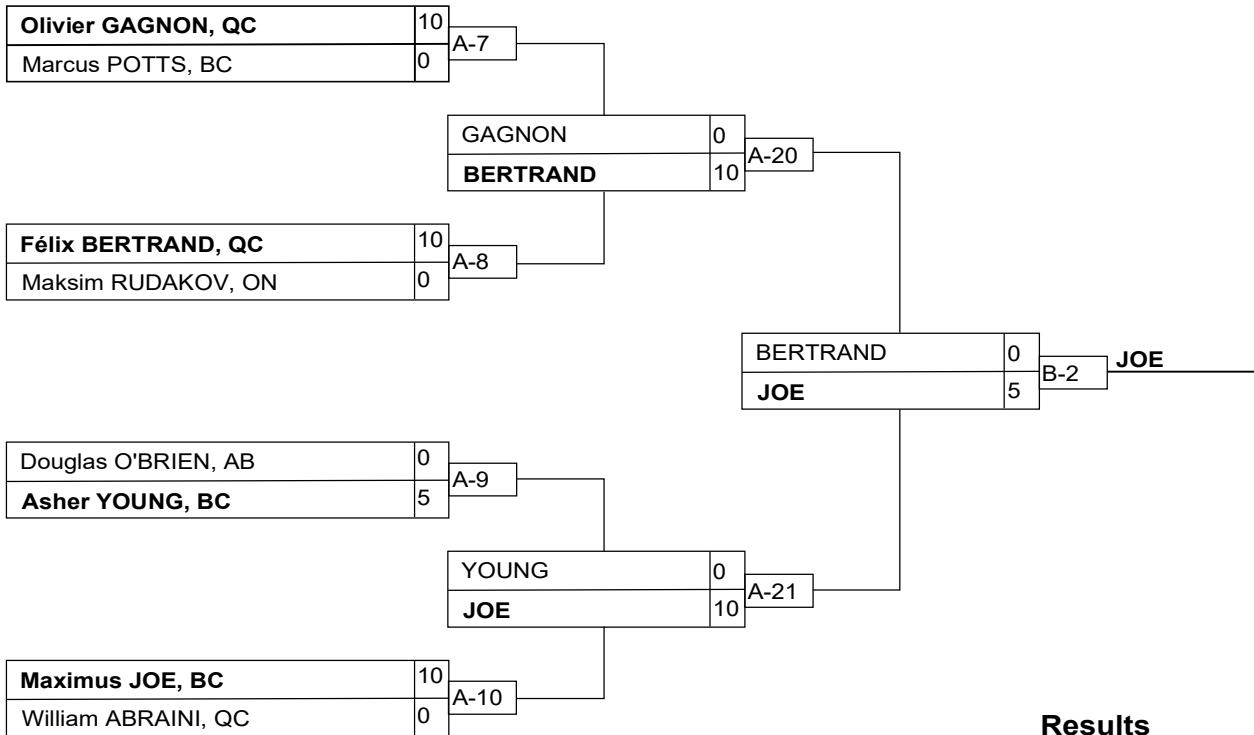 Olivier GAGNON, QC 10
A-7
Marcus POTTS, BC 0
GAGNON 0
A-20
BERTRAND 10
Félix BERTRAND, QC 10
A-8
Maksim RUDAKOV, ON 0
BERTRAND 0
B-2 JOE
JOE 5
Douglas O'BRIEN, AB 0
A-9
Asher YOUNG, BC 5
YOUNG 0
A-21
JOE 10
Maximus JOE, BC 10
A-10
William ABRAINI, QC 0
Results